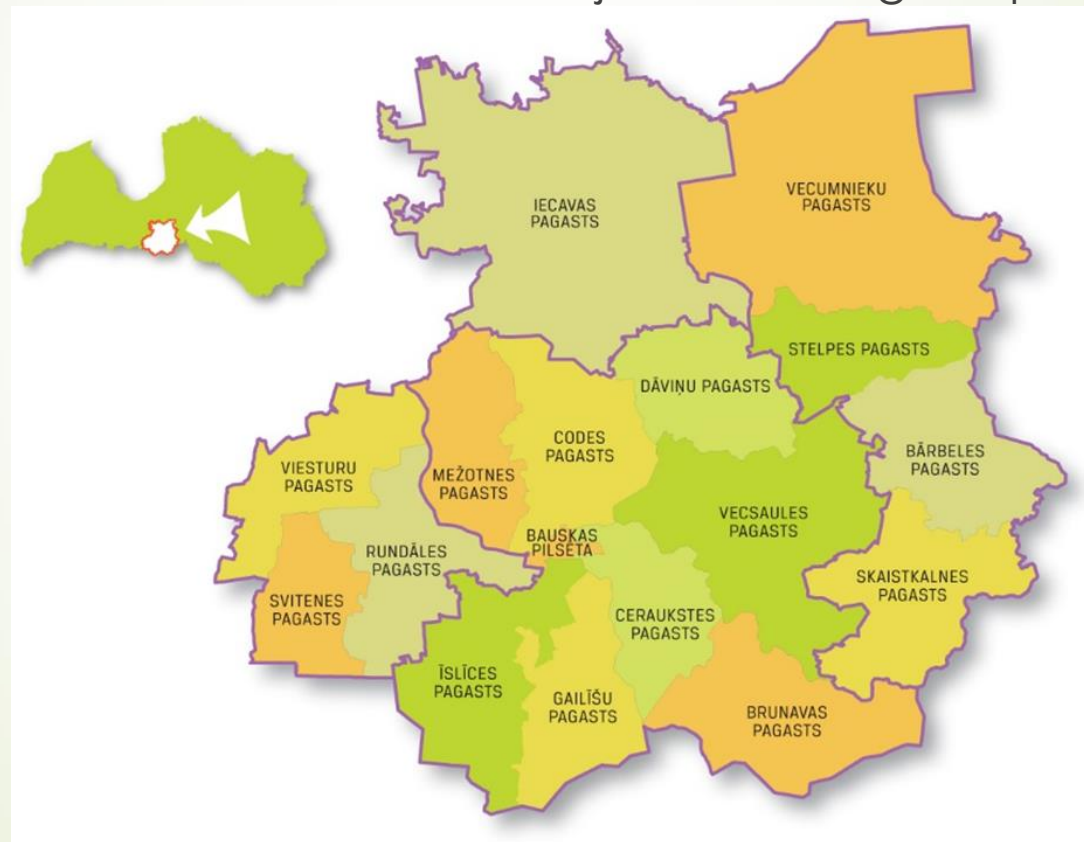 IECAVAS
PAGASTS
VECUMNIEKU
PAGASTS
STELPES PAGASTS
DĀVIŅU PAGASTS
CODES
PAGASTS
BĀRBELES
PAGASTS
VIESTURU
PAGASTS
MEŽOTNES
PAGASTS
VECSAULES
PAGASTS
BAUSKAS
PILSĒTA
RUNDĀLES
PAGASTS
SKAISTKALNES
PAGASTS
SVITENES
PAGASTS
CERAUKSTES
PAGASTS
ĪSLĪCES
PAGASTS
GAILĪŠU
PAGASTS
BRUNAVAS
PAGASTS